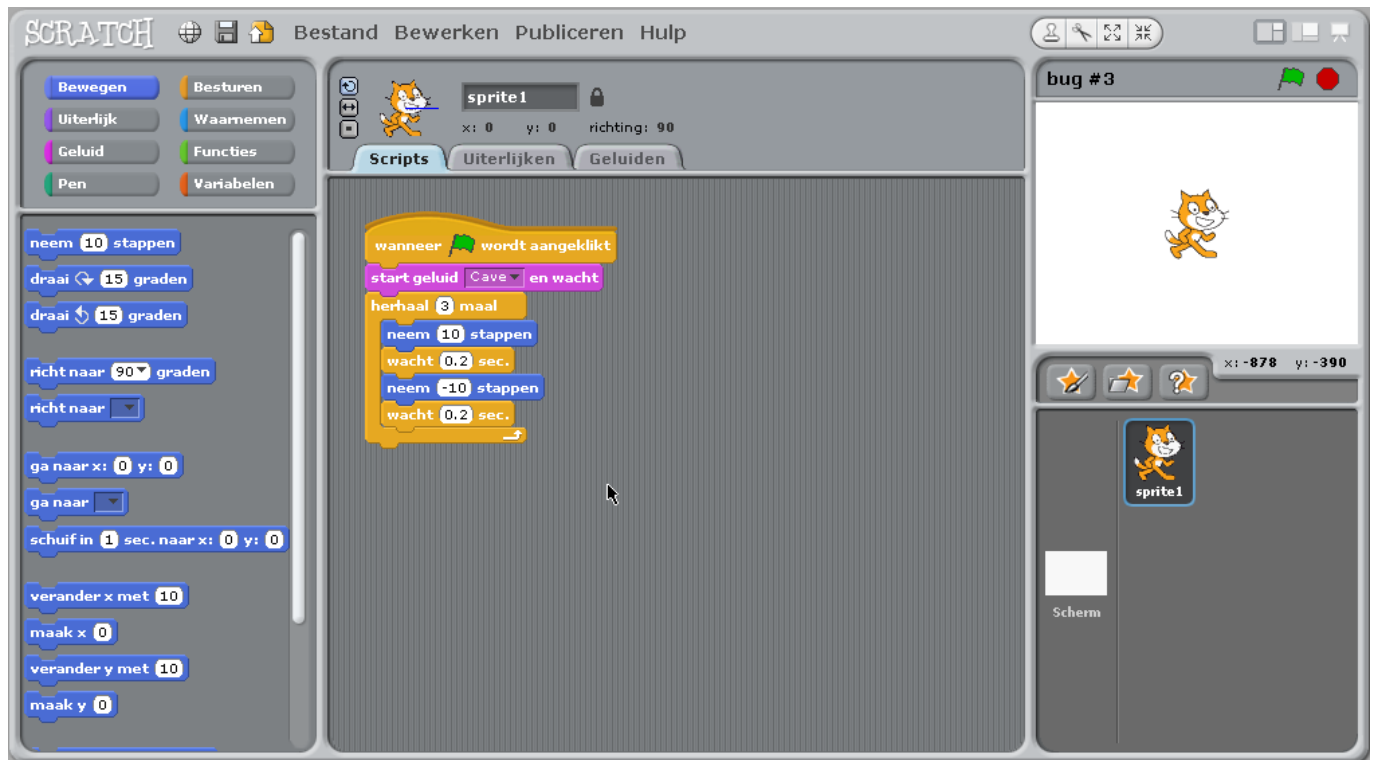 SCRATCH Bestand Bewerken Publiceren Hulp
Bewegen Besturen
Uiterlijk Waarnemen
Geluid Functies
Pen Variabelen
neem 10 stappen
draai 15 graden
draai 15 graden
richt naar 90 graden
richt naar
ga naar x: 0 y: 0
ga naar
schuif in 1 sec. naar x: 0 y: 0
verander x met 10
maak x 0
verander y met 10
maak y 0
sprite1
x: 0 y: 0 richting: 90
Scripts Uiterlijken Geluiden
wanneer wordt aangeklikt
start geluid Cave en wacht
herhaal 3 maal
neem 10 stappen
wacht 0.2 sec.
neem -10 stappen
wacht 0.2 sec.
bug #3
x: -878 y: -390
sprite1
Scherm